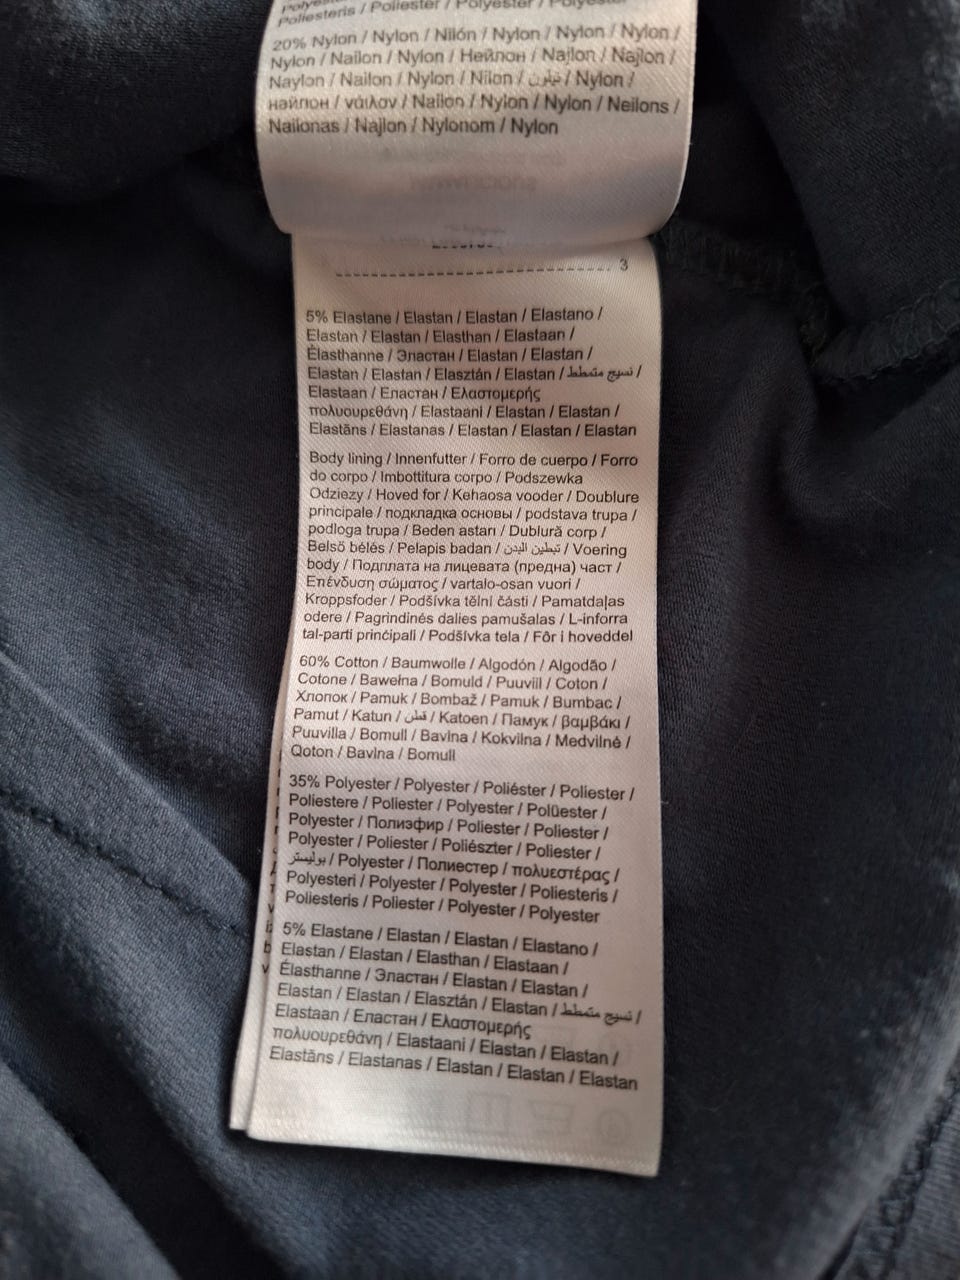 Poliesteris / Poliester / Polyester /
20% Nylon / Nylon / Nilón / Nylon / Nylon / Nylon /
Nylon / Nailon / Nylon / Нейлон / Najlon / Najlon /
Naylon / Nailon / Nylon / Nilon / نيلون / Nylon /
найлон / νάιλον / Nailon / Nylon / Nylon / Neilons /
Nailonas / Najlon / Nylonom / Nylon
3
5% Elastane / Elastan / Elastan / Elastano /
Elastan / Elastan / Elasthan / Elastaan /
Élasthanne / Эластан / Elastan / Elastan /
Elastan / Elastan / Elasztán / Elastan / نسيج متمطط /
Elastaan / Еластан / Ελαστομερής
πολυουρεθάνη / Elastaani / Elastan / Elastan /
Elastāns / Elastanas / Elastan / Elastan / Elastan
Body lining / Innenfutter / Forro de cuerpo / Forro
do corpo / Imbottitura corpo / Podszewka
Odziezy / Hoved for / Kehaosa vooder / Doublure
principale / подкладка основы / podstava trupa /
podloga trupa / Beden astarı / Dublură corp /
Belső bélés / Pelapis badan / تبطين البدن / Voering
body / Подплата на лицевата (предна) част /
Επένδυση σώματος / vartalo-osan vuori /
Kroppsfoder / Podšívka tělní části / Pamatdaļas
odere / Pagrindinės dalies pamušalas / L-inforra
tal-parti prinċipali / Podšívka tela / Fôr i hoveddel
60% Cotton / Baumwolle / Algodón / Algodão /
Cotone / Bawełna / Bomuld / Puuvill / Coton /
Хлопок / Pamuk / Bombaž / Pamuk / Bumbac /
Pamut / Katun / قطن / Katoen / Памук / βαμβάκι /
Puuvilla / Bomull / Bavlna / Kokvilna / Medvilnė /
Qoton / Bavlna / Bomull
35% Polyester / Polyester / Poliéster / Poliester /
Poliestere / Poliester / Polyester / Polüester /
Polyester / Полиэфир / Poliester / Poliester /
Polyester / Poliester / Poliészter / Poliester /
بوليستر / Polyester / Полиестер / πολυεστέρας /
Polyesteri / Polyester / Polyester / Poliesteris /
Poliesteris / Poliester / Polyester / Polyester
5% Elastane / Elastan / Elastan / Elastano /
Elastan / Elastan / Elasthan / Elastaan /
Élasthanne / Эластан / Elastan / Elastan /
Elastan / Elastan / Elasztán / Elastan / نسيج متمطط /
Elastaan / Еластан / Ελαστομερής
πολυουρεθάνη / Elastaani / Elastan / Elastan /
Elastāns / Elastanas / Elastan / Elastan / Elastan